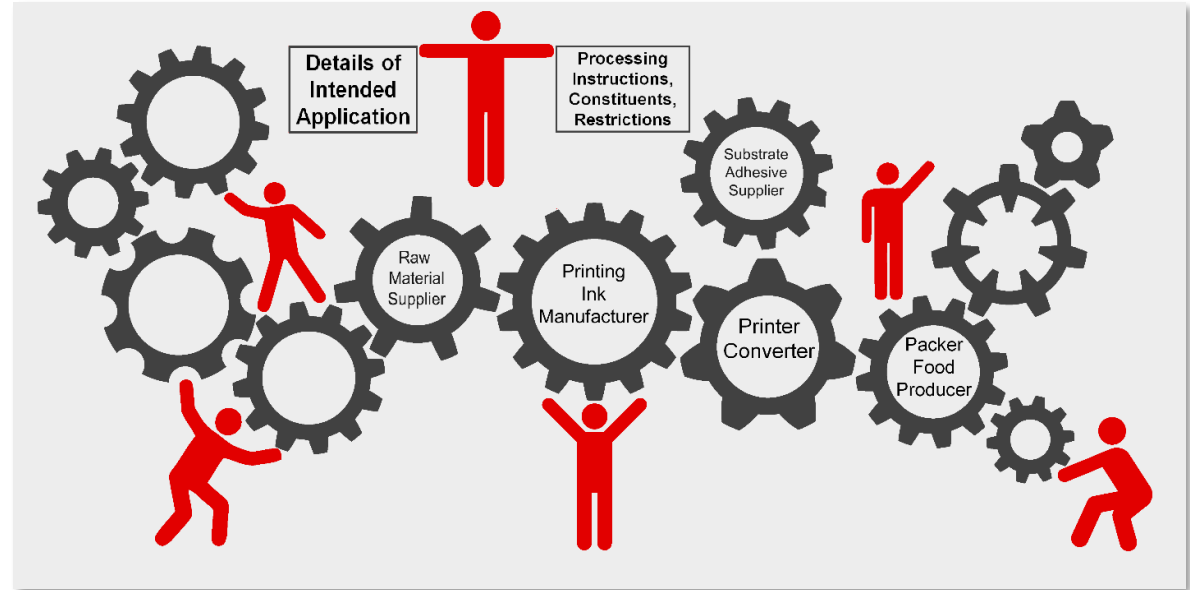 Details of
Intended
Application
Processing
Instructions,
Constituents,
Restrictions
Substrate
Adhesive
Supplier
Raw
Material
Supplier
Printing
Ink
Manufacturer
Printer
Converter
Packer
Food
Producer